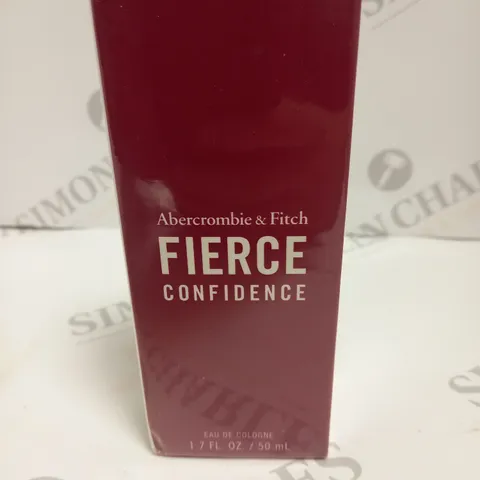 Abercrombie & Fitch
FIERCE
CONFIDENCE
EAU DE COLOGNE
1.7 FL. OZ / 50 mL